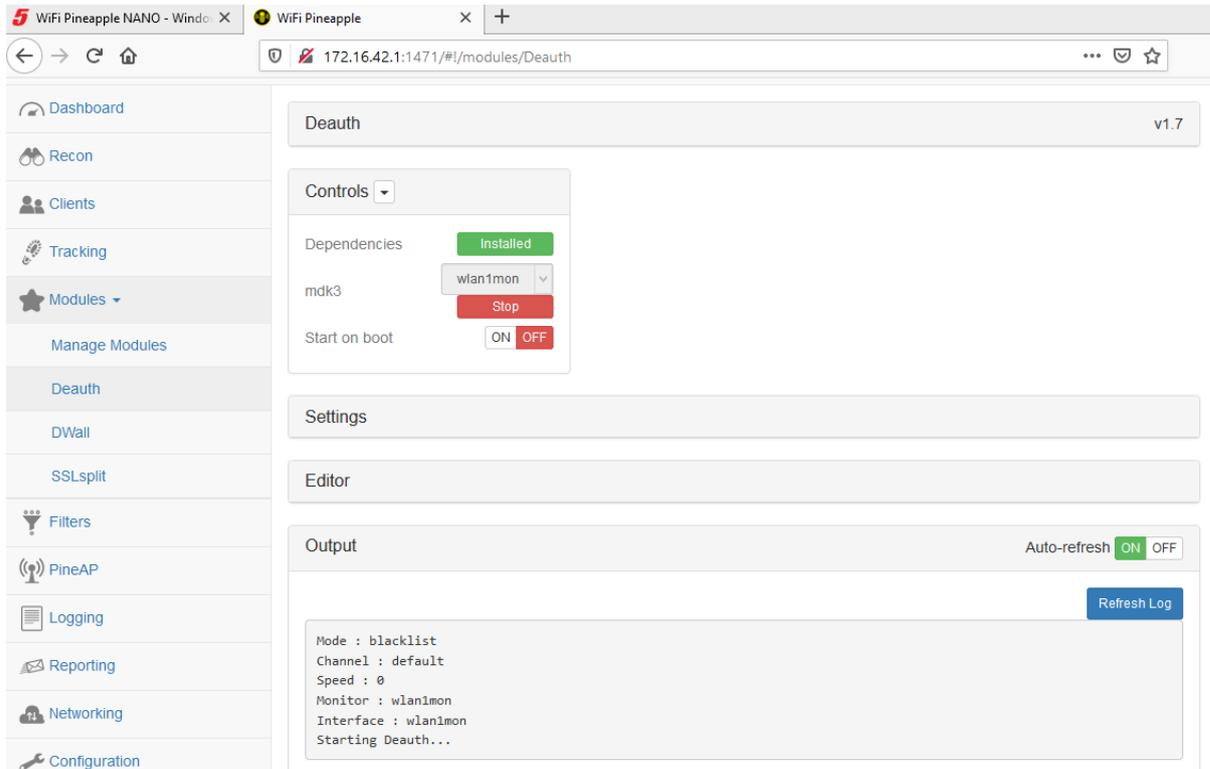 WiFi Pineapple NANO - Windo
WiFi Pineapple
172.16.42.1:1471/#!/modules/Deauth
Dashboard
Recon
Clients
Tracking
Modules
Manage Modules
Deauth
DWall
SSLsplit
Filters
PineAP
Logging
Reporting
Networking
Configuration
Deauth v1.7
Controls
Dependencies Installed
mdk3 wlan1mon
Stop
Start on boot ON OFF
Settings
Editor
Output Auto-refresh ON OFF
Refresh Log
Mode : blacklist
Channel : default
Speed : 0
Monitor : wlan1mon
Interface : wlan1mon
Starting Deauth...